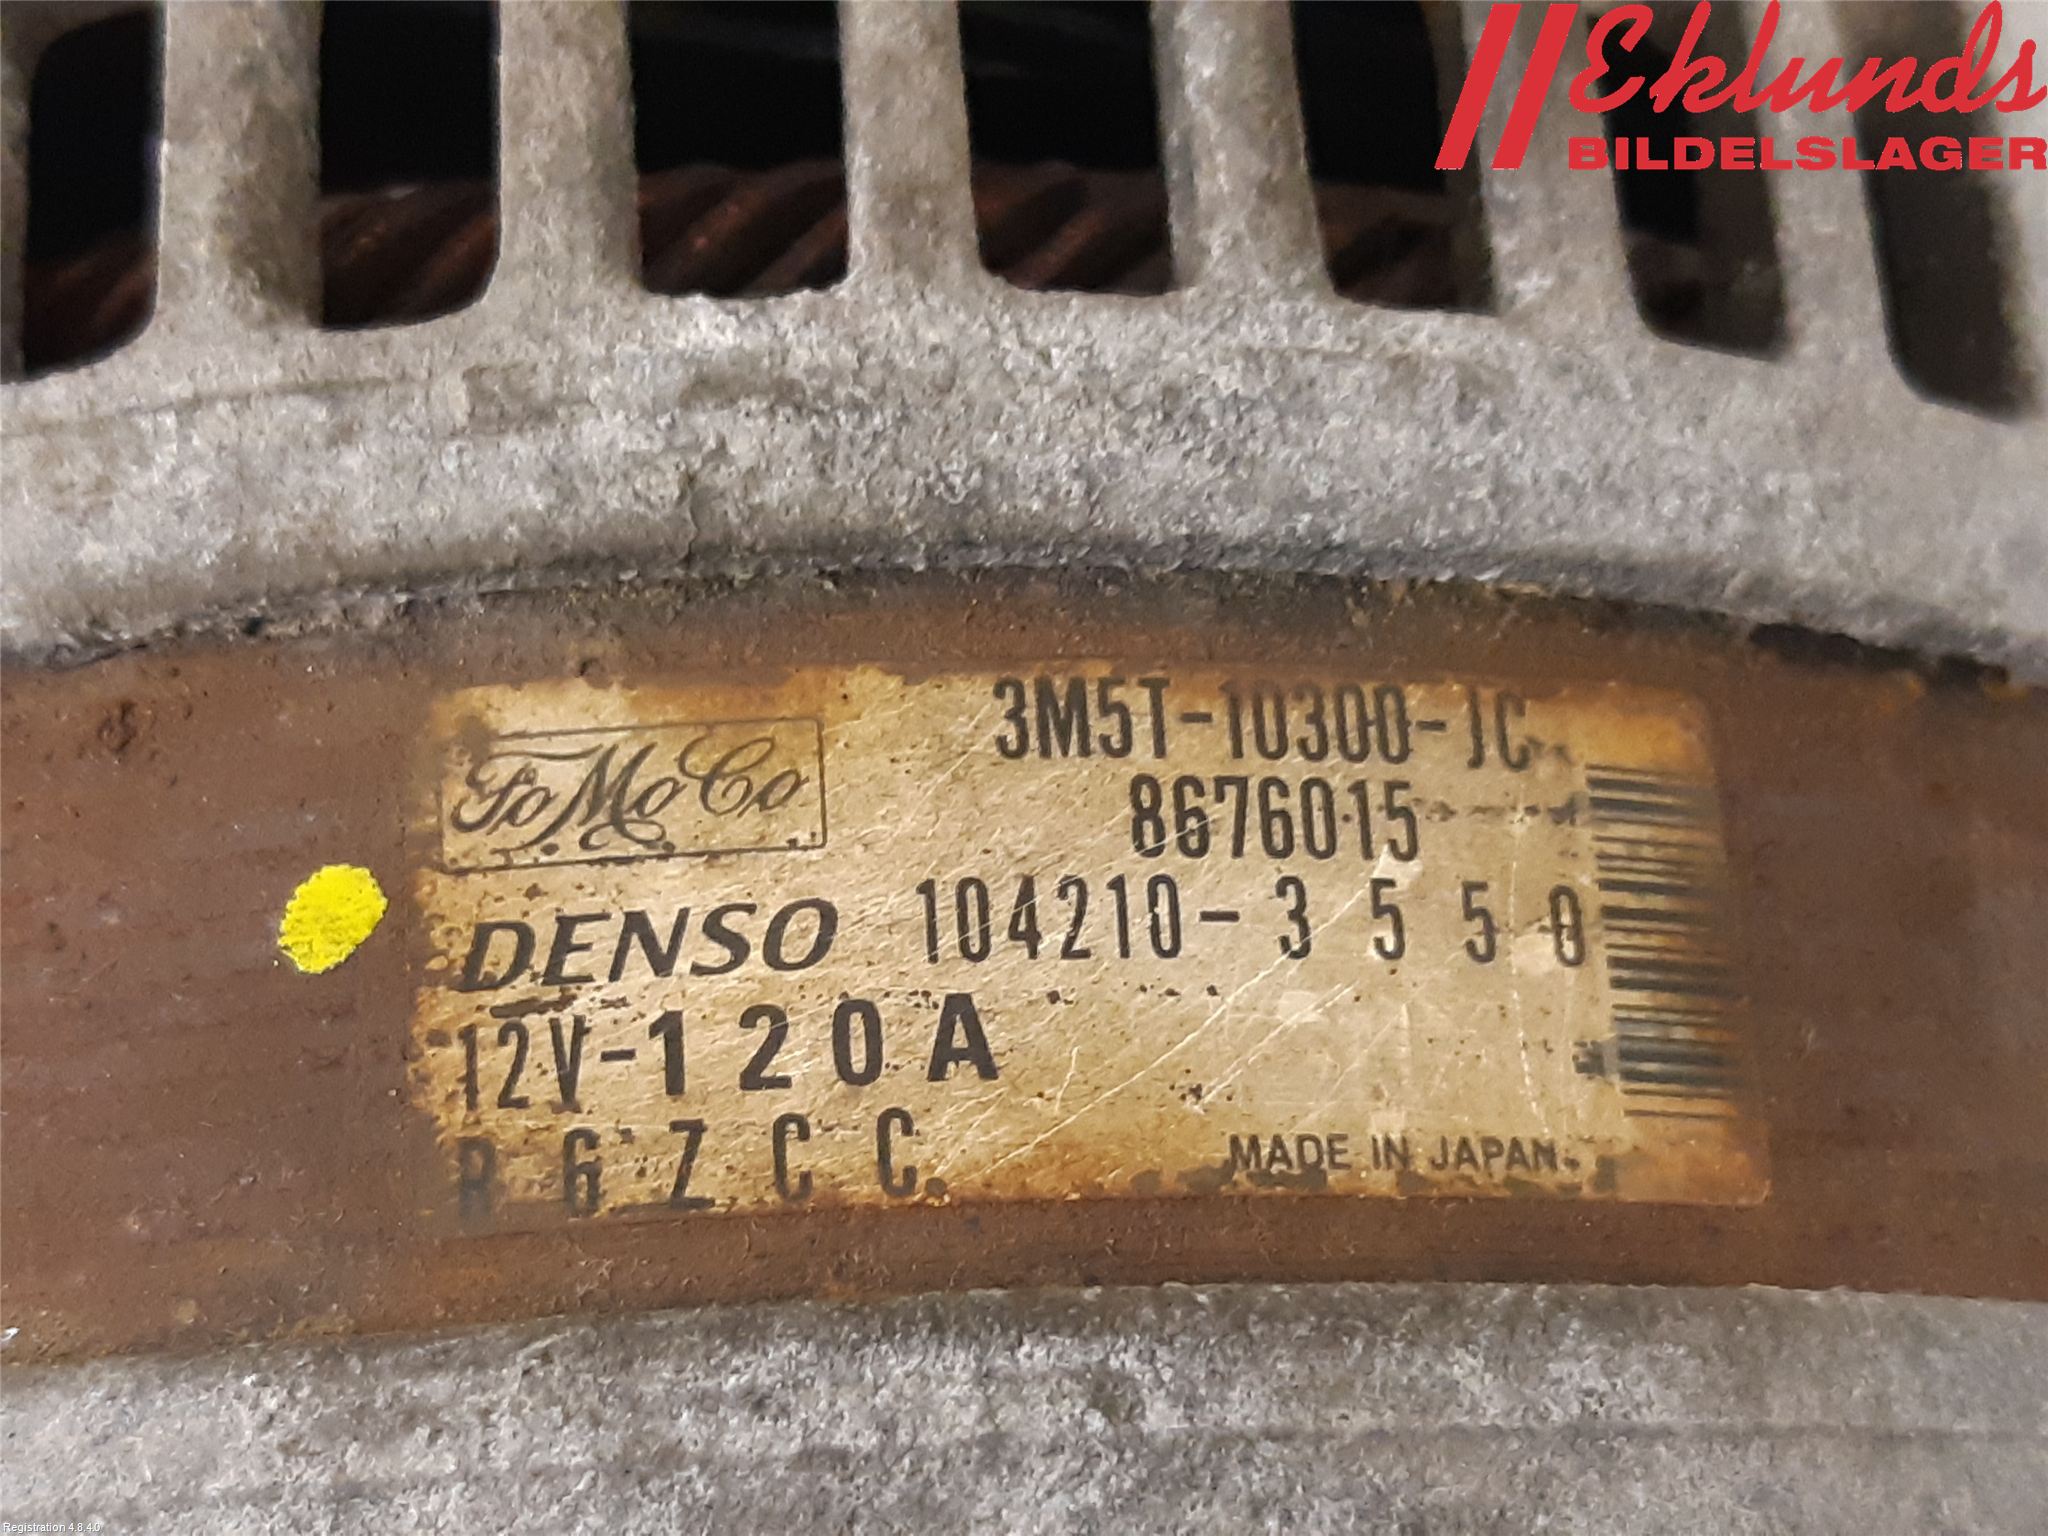 Eklunds
BILDELSLAGER
FoMoCo
3M5T-10300-JC
8676015
DENSO 104210-3550
12V-120A
R6ZCC.
MADE IN JAPAN.
Registration 4.8.4.0